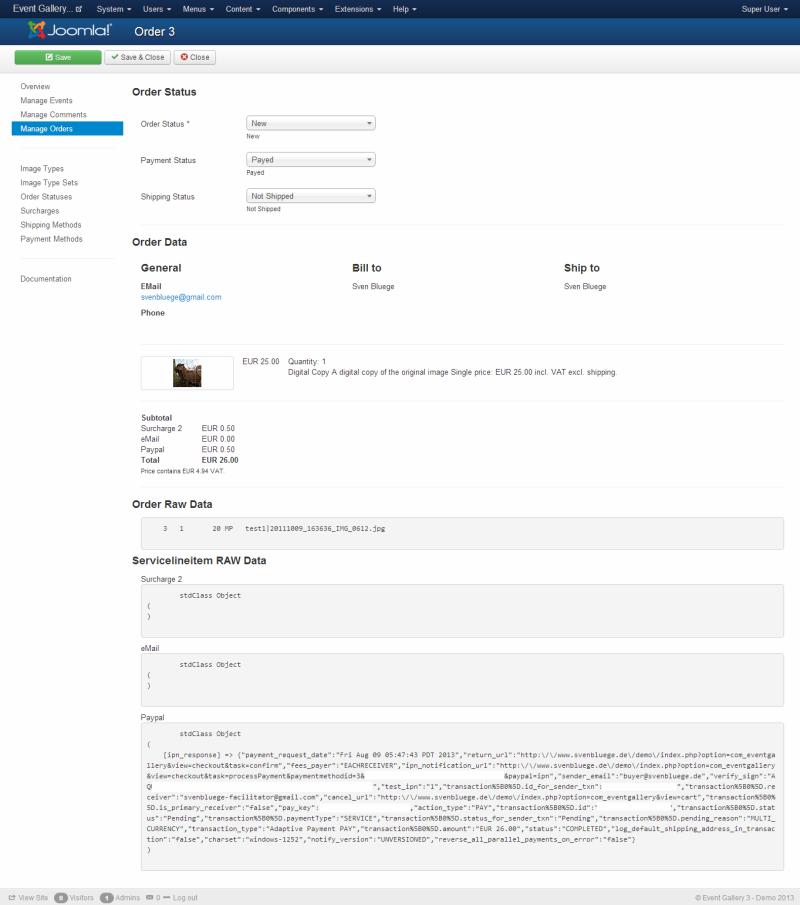 Event Gallery... System Users Menus Content Components Extensions Help Super User
Joomla!® Order 3
Save Save & Close Close
Overview
Manage Events
Manage Comments
Manage Orders
Image Types
Image Type Sets
Order Statuses
Surcharges
Shipping Methods
Payment Methods
Documentation
Order Status
Order Status * New
New
Payment Status Payed
Payed
Shipping Status Not Shipped
Not Shipped
Order Data
General Bill to Ship to
EMail Sven Bluege Sven Bluege
svenbluege@gmail.com
Phone
EUR 25.00 Quantity: 1
Digital Copy A digital copy of the original image Single price: EUR 25.00 incl. VAT excl. shipping.
Subtotal
Surcharge 2 EUR 0.50
eMail EUR 0.00
Paypal EUR 0.50
Total EUR 26.00
Price contains EUR 4.94 VAT.
Order Raw Data
3 1 20 MP test1|20111009_163636_IMG_0612.jpg
Servicelineitem RAW Data
Surcharge 2
stdClass Object
(
)
eMail
stdClass Object
(
)
Paypal
stdClass Object
(
[ipn_response] => {"payment_request_date":"Fri Aug 09 05:47:43 PDT 2013","return_url":"http:\/\/www.svenbluege.de\/demo\/index.php?option=com_eventga
llery&view=checkout&task=confirm","fees_payer":"EACHRECEIVER","ipn_notification_url":"http:\/\/www.svenbluege.de\/demo\/index.php?option=com_eventgallery
&view=checkout&task=processPayment&paymentmethodid=3& &paypal=ipn","sender_email":"buyer@svenbluege.de","verify_sign":"A
QI ","test_ipn":"1","transaction%5B0%5D.id_for_sender_txn": ","transaction%5B0%5D.re
ceiver":"svenbluege-facilitator@gmail.com","cancel_url":"http:\/\/www.svenbluege.de\/demo\/index.php?option=com_eventgallery&view=cart","transaction%5B0%
5D.is_primary_receiver":"false","pay_key": ,"action_type":"PAY","transaction%5B0%5D.id":" ","transaction%5B0%5D.stat
us":"Pending","transaction%5B0%5D.paymentType":"SERVICE","transaction%5B0%5D.status_for_sender_txn":"Pending","transaction%5B0%5D.pending_reason":"MULTI_
CURRENCY","transaction_type":"Adaptive Payment PAY","transaction%5B0%5D.amount":"EUR 26.00","status":"COMPLETED","log_default_shipping_address_in_transac
tion":"false","charset":"windows-1252","notify_version":"UNVERSIONED","reverse_all_parallel_payments_on_error":"false"}
)
View Site 0 Visitors 1 Admins 0 Log out © Event Gallery 3 - Demo 2013